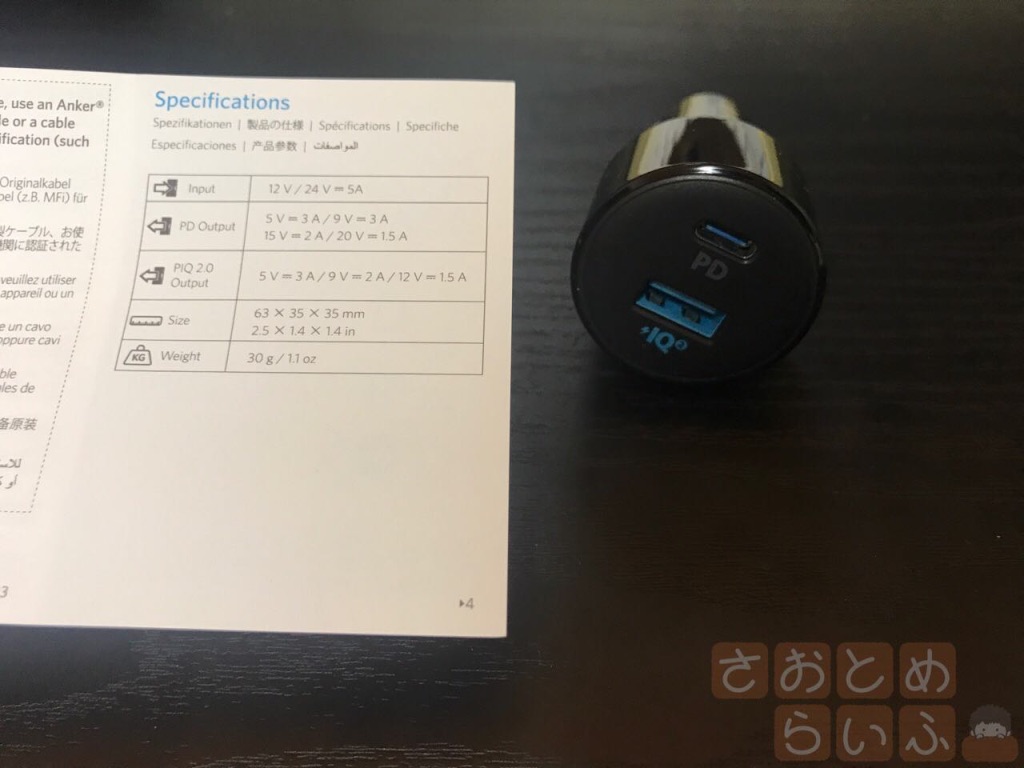 e, use an Anker®
le or a cable
ification (such
Originalkabel
bel (z.B. MFi) für
製ケーブル、お使
機関に認証された
veuillez utiliser
appareil ou un
e un cavo
oppure cavi
ble
les de
备原装
3
Specifications
Spezifikationen | 製品の仕様 | Spécifications | Specifiche
Especificaciones | 产品参数 | المواصفات
Input 12 V / 24 V ⎓ 5A
PD Output 5 V ⎓ 3 A / 9 V ⎓ 3 A
15 V ⎓ 2 A / 20 V ⎓ 1.5 A
PIQ 2.0
Output 5 V ⎓ 3 A / 9 V ⎓ 2 A / 12 V ⎓ 1.5 A
Size 63 × 35 × 35 mm
2.5 × 1.4 × 1.4 in
KG Weight 30 g / 1.1 oz
4
PD
IQ2
さおとめ
らいふ